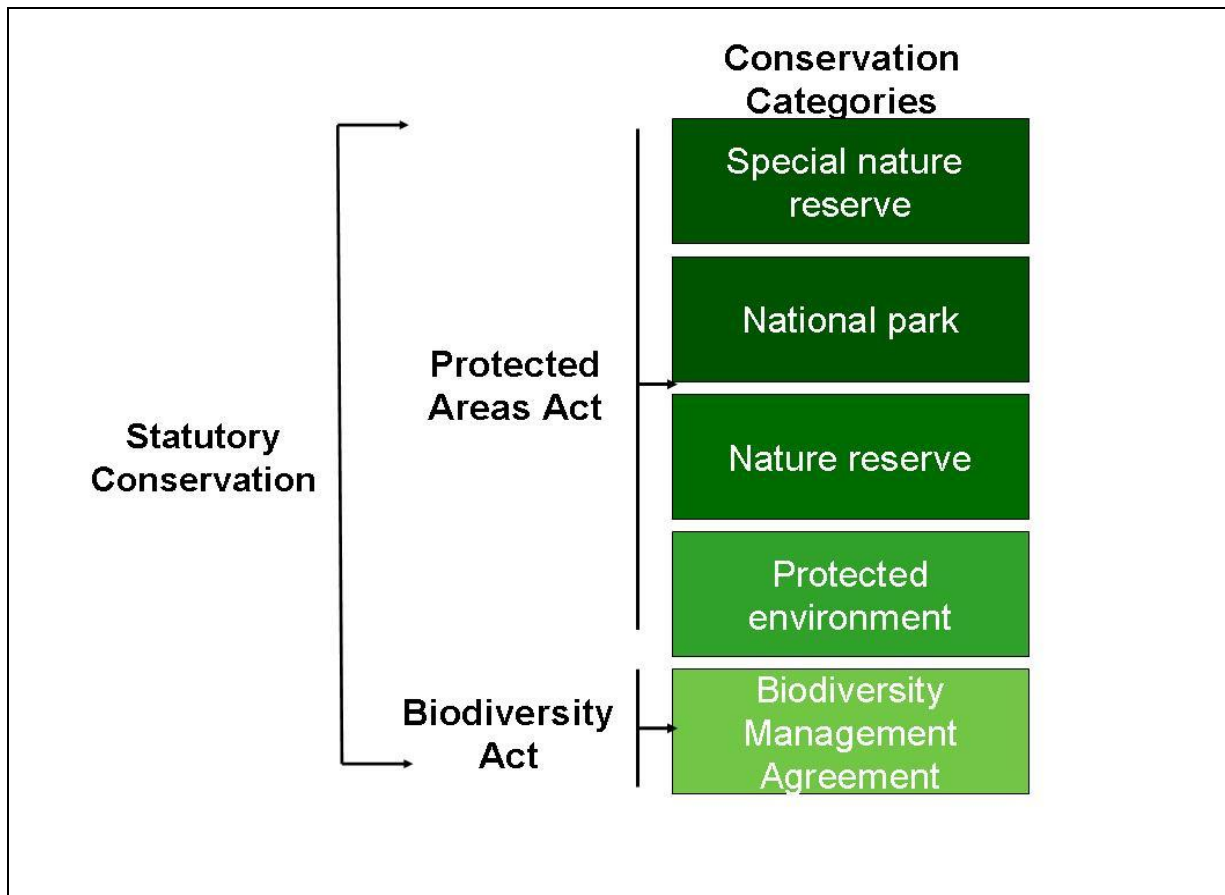 Conservation
Categories
Special nature
reserve
National park
Protected
Areas Act
Nature reserve
Statutory
Conservation
Protected
environment
Biodiversity
Act
Biodiversity
Management
Agreement